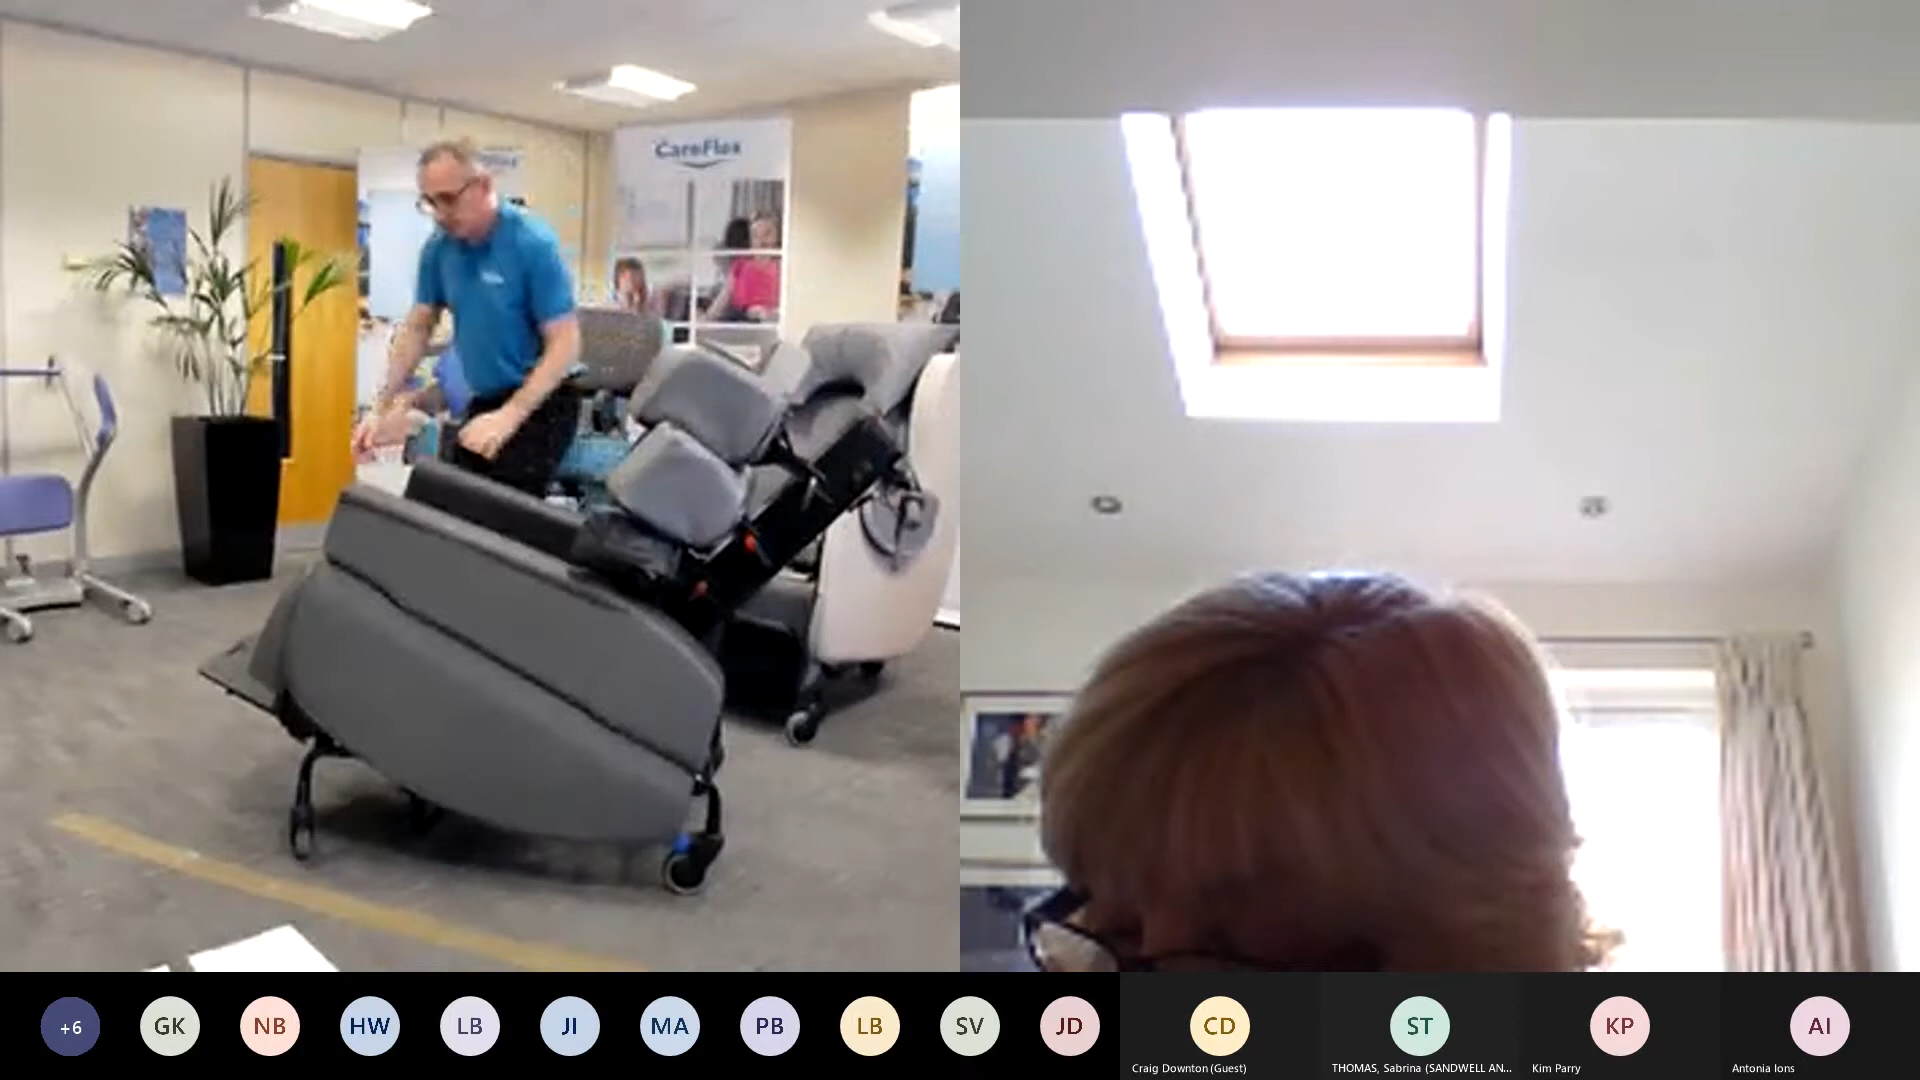 CareFlex
+6
GK
NB
HW
LB
JI
MA
PB
LB
SV
JD
CD
ST
KP
AI
Craig Downton (Guest)
THOMAS, Sabrina (SANDWELL AN...
Kim Parry
Antonia Ions